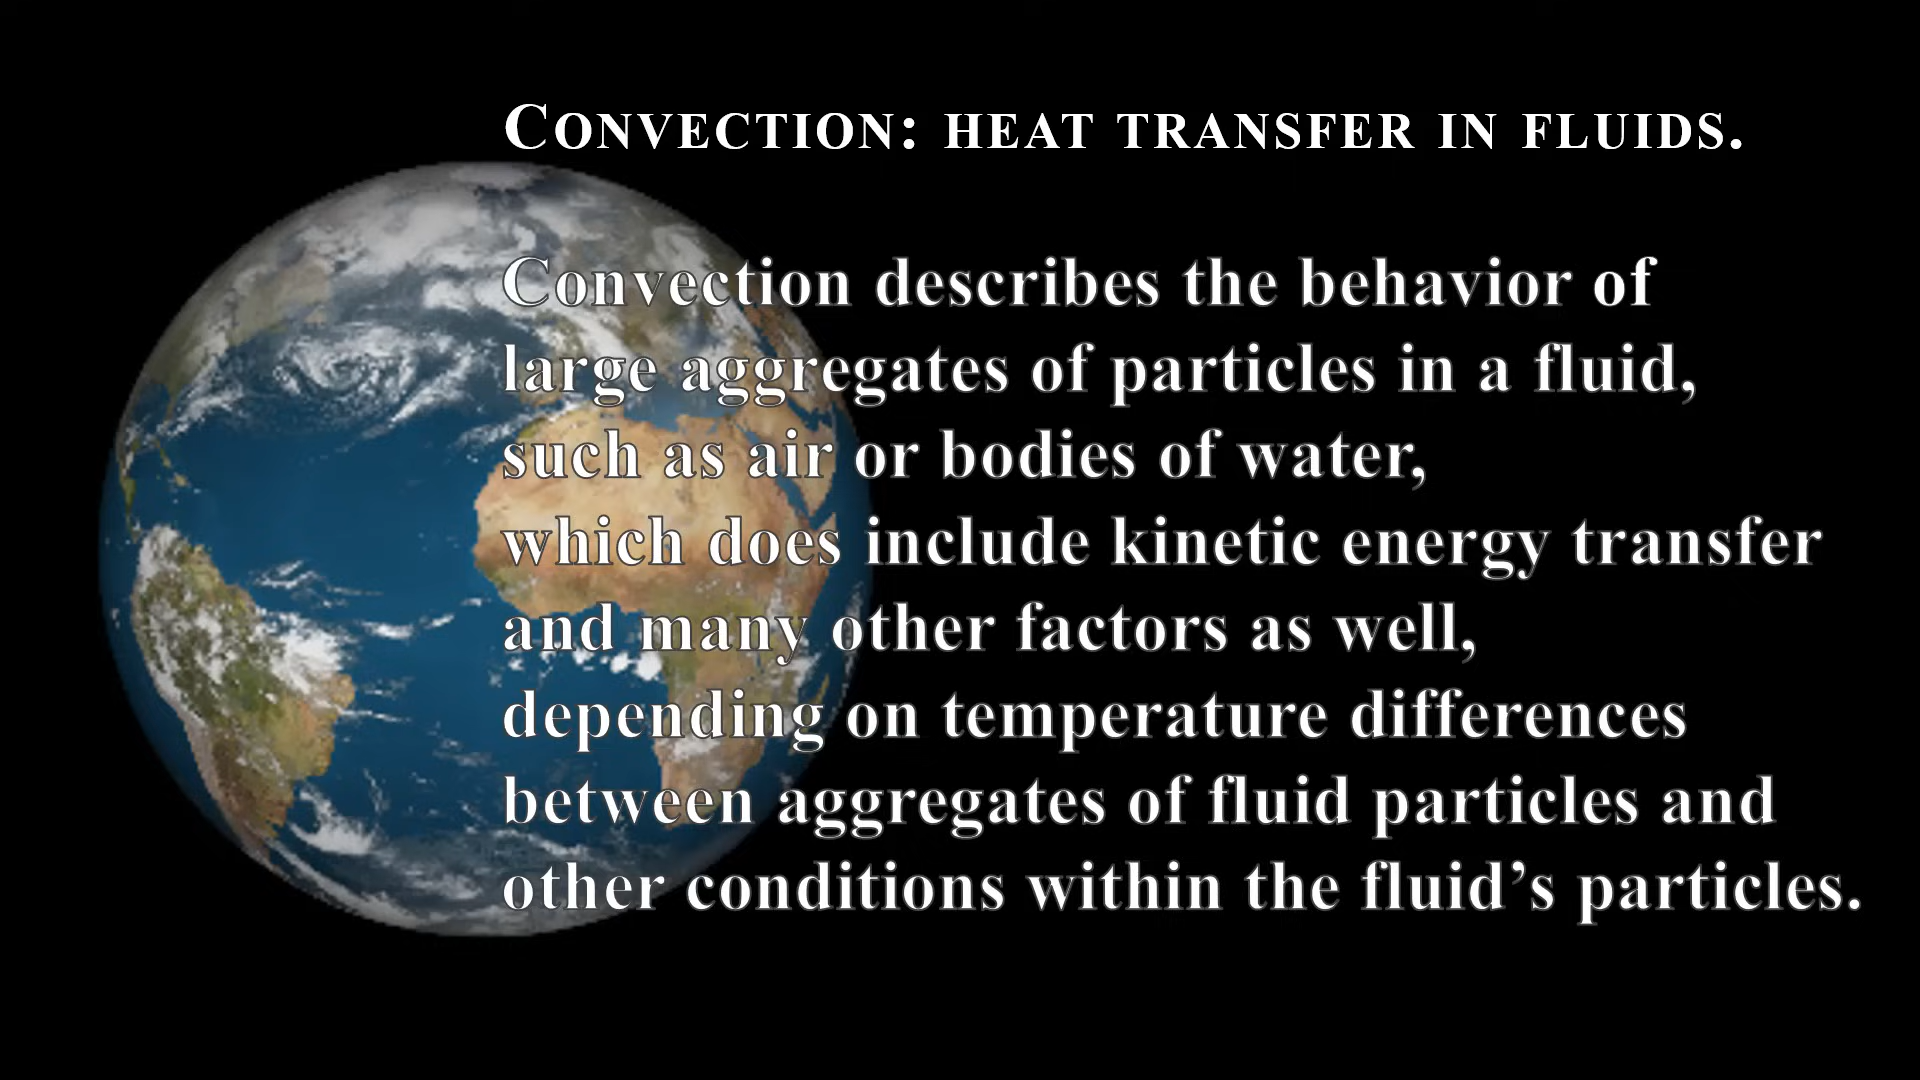 Convection: heat transfer in fluids.
Convection describes the behavior of
large aggregates of particles in a fluid,
such as air or bodies of water,
which does include kinetic energy transfer
and many other factors as well,
depending on temperature differences
between aggregates of fluid particles and
other conditions within the fluid’s particles.